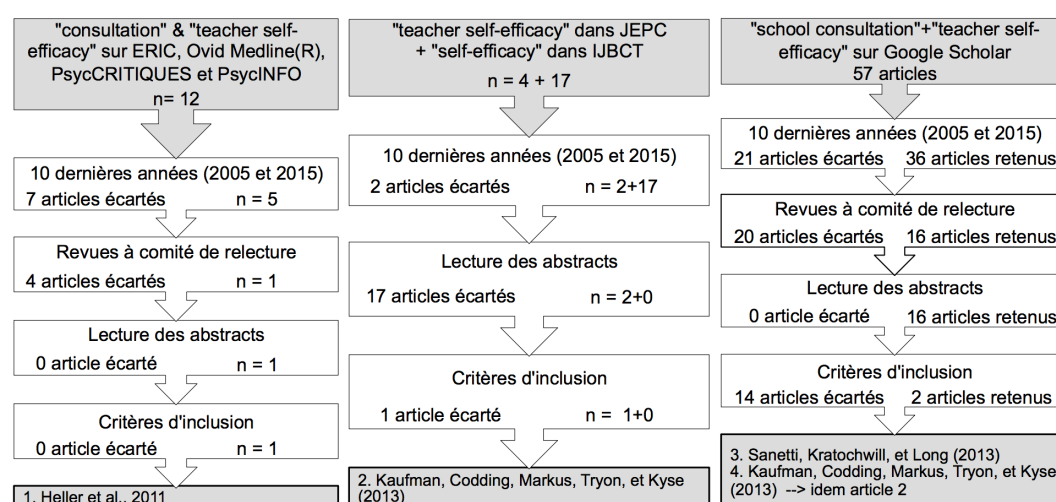 "consultation" & "teacher self-
efficacy" sur ERIC, Ovid Medline(R),
PsycCRITIQUES et PsycINFO
n= 12
10 dernières années (2005 et 2015)
7 articles écartés n = 5
Revues à comité de relecture
4 articles écartés n = 1
Lecture des abstracts
0 article écarté n = 1
Critères d'inclusion
0 article écarté n = 1
1. Heller et al., 2011
"teacher self-efficacy" dans JEPC
+ "self-efficacy" dans IJBCT
n = 4 + 17
10 dernières années (2005 et 2015)
2 articles écartés n = 2+17
Lecture des abstracts
17 articles écartés n = 2+0
Critères d'inclusion
1 article écarté n = 1+0
2. Kaufman, Codding, Markus, Tryon, et Kyse
(2013)
"school consultation"+"teacher self-
efficacy" sur Google Scholar
57 articles
10 dernières années (2005 et 2015)
21 articles écartés 36 articles retenus
Revues à comité de relecture
20 articles écartés 16 articles retenus
Lecture des abstracts
0 article écarté 16 articles retenus
Critères d'inclusion
14 articles écartés 2 articles retenus
3. Sanetti, Kratochwill, et Long (2013)
4. Kaufman, Codding, Markus, Tryon, et Kyse
(2013) --> idem article 2